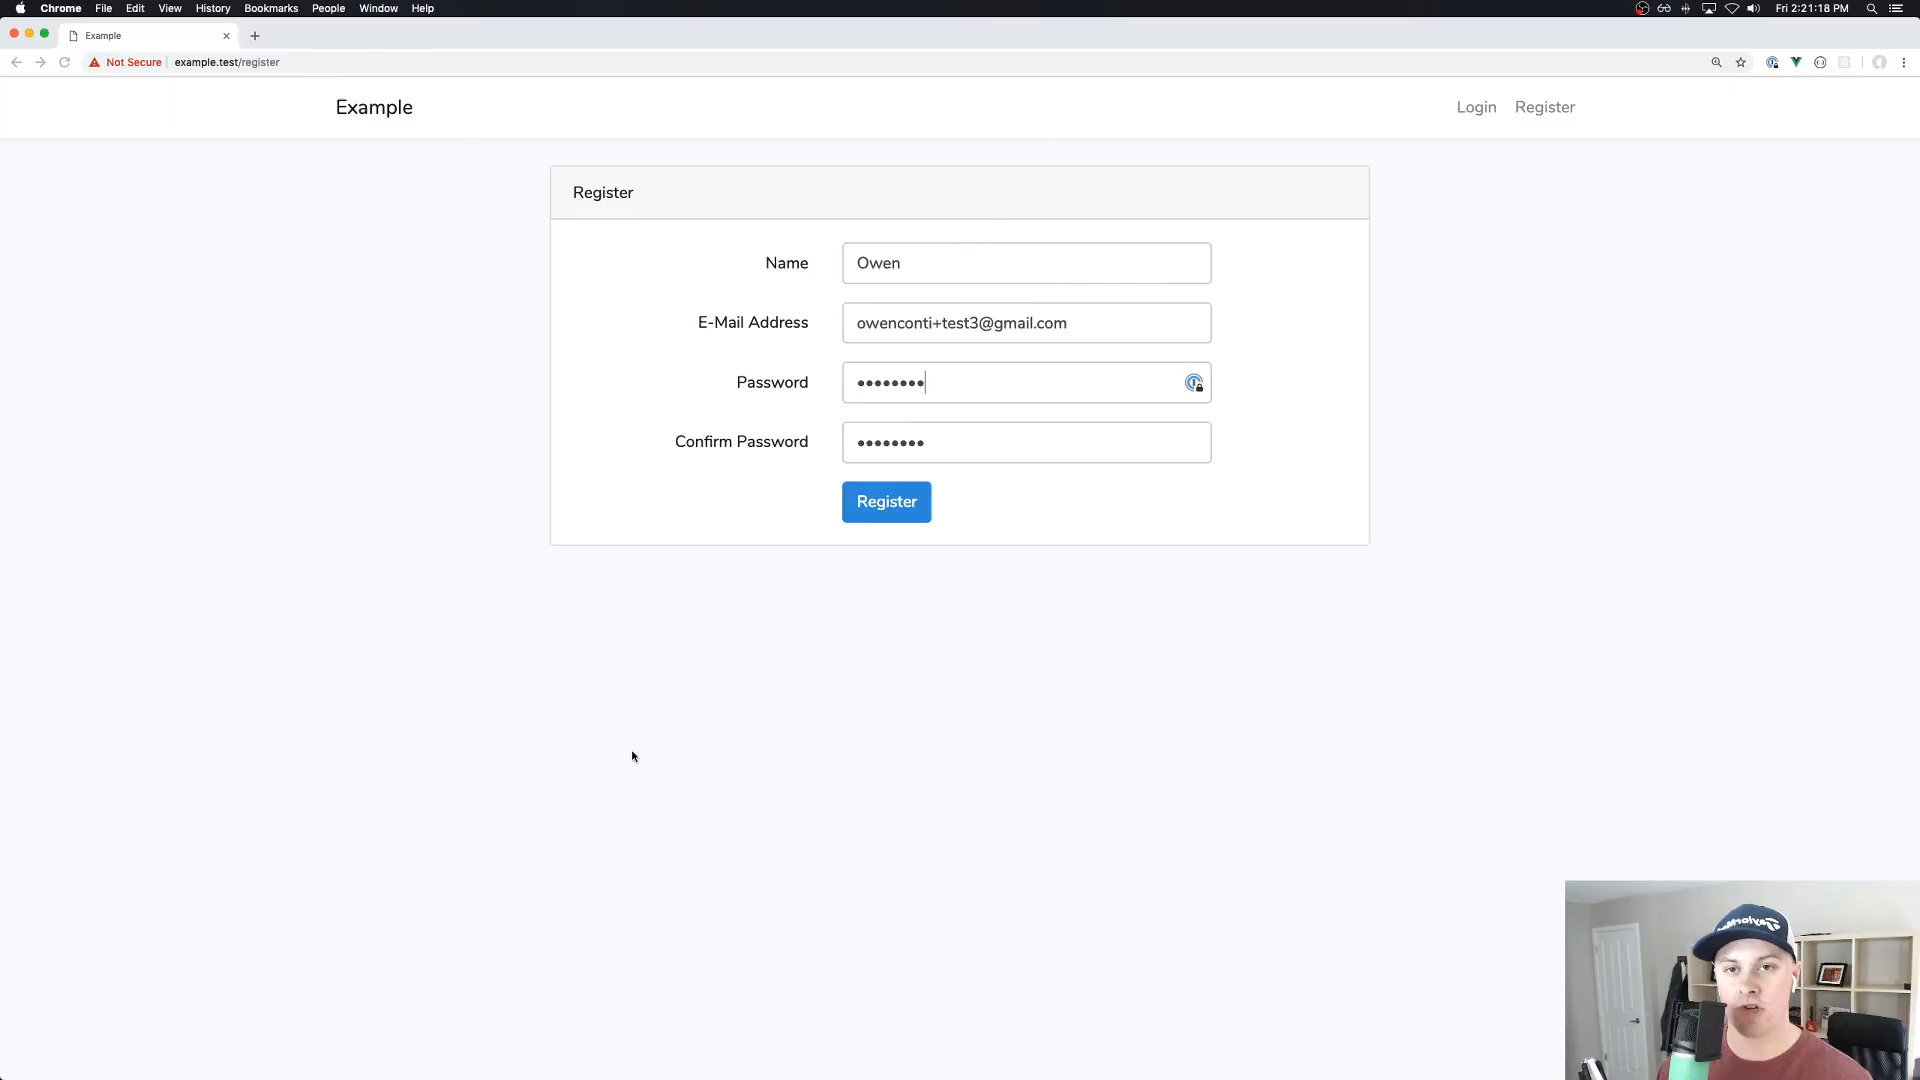 Chrome File Edit View History Bookmarks People Window Help Fri 2:21:18 PM
Example
Not Secure example.test/register
Example Login Register
Register
Name Owen
E-Mail Address owenconti+test3@gmail.com
Password ••••••••
Confirm Password ••••••••
Register